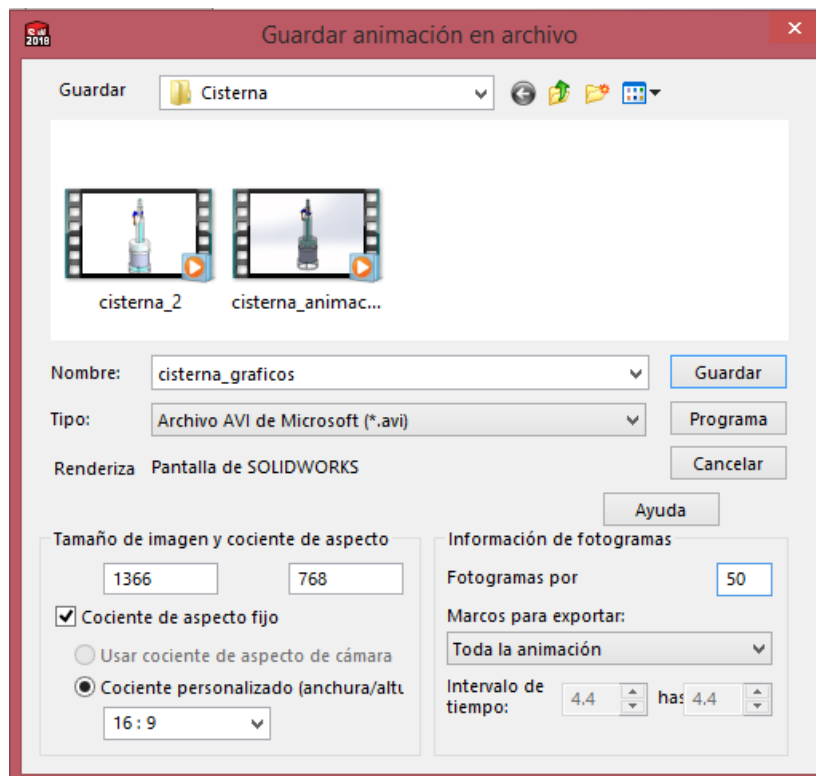 SW
2018
Guardar animación en archivo
Guardar
Cisterna
cisterna_2
cisterna_animac...
Nombre:
cisterna_graficos
Guardar
Tipo:
Archivo AVI de Microsoft (*.avi)
Programa
Renderiza
Pantalla de SOLIDWORKS
Cancelar
Ayuda
Tamaño de imagen y cociente de aspecto
1366
768
Cociente de aspecto fijo
Usar cociente de aspecto de cámara
Cociente personalizado (anchura/altu
16 : 9
Información de fotogramas
Fotogramas por
50
Marcos para exportar:
Toda la animación
Intervalo de
tiempo:
4.4
has
4.4